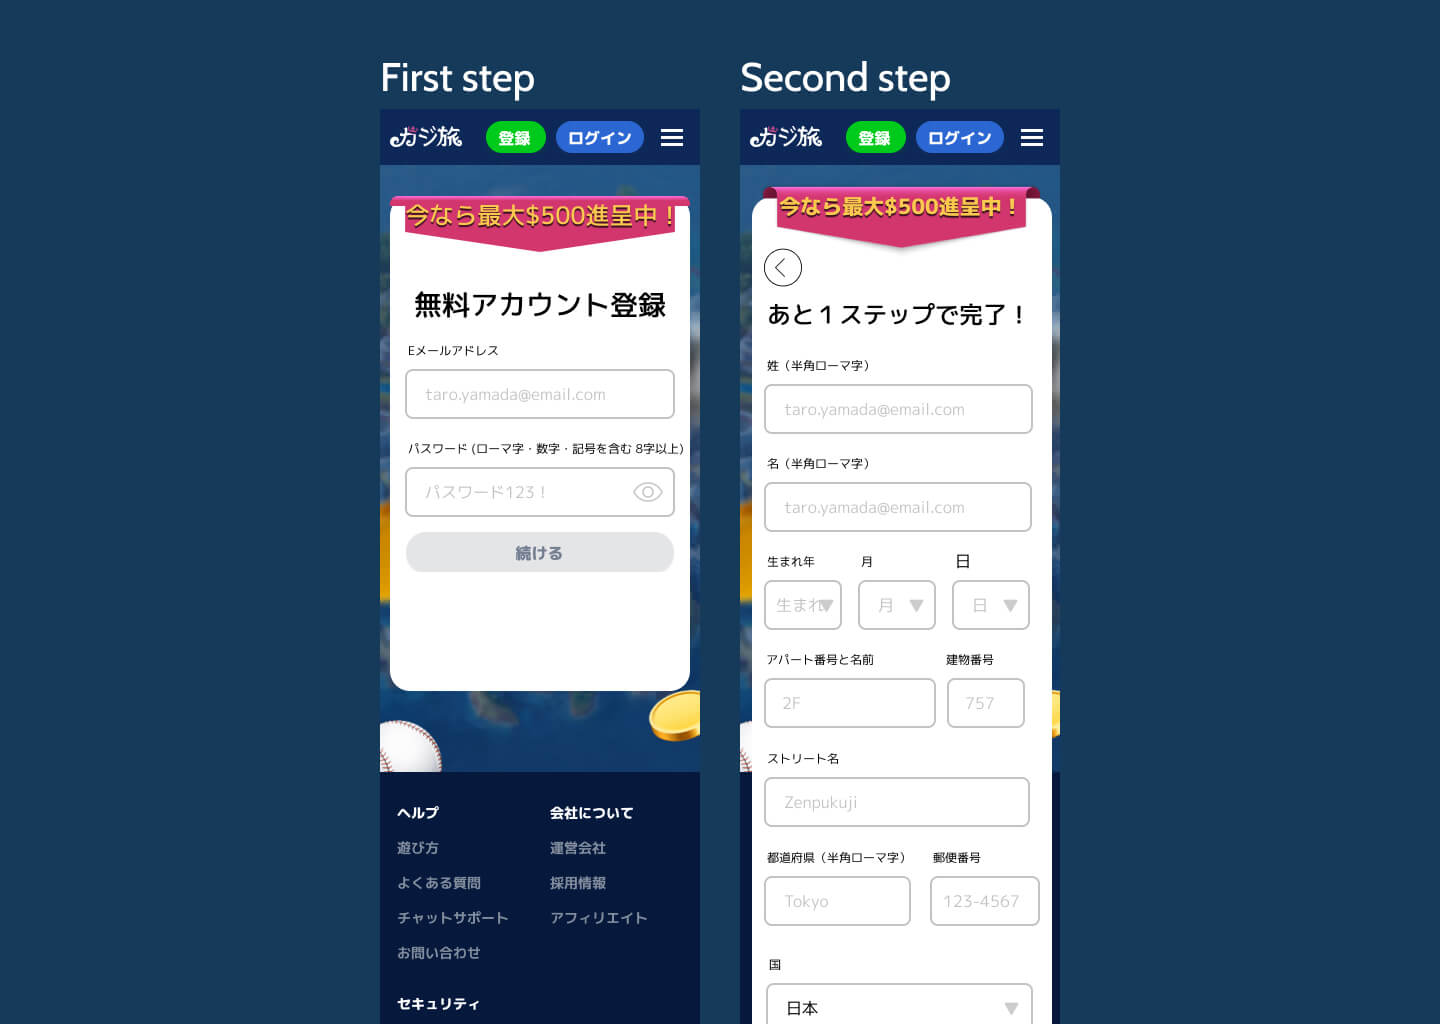 First step
カジ旅
登録
ログイン
今なら最大$500進呈中！
無料アカウント登録
Eメールアドレス
taro.yamada@email.com
パスワード (ローマ字・数字・記号を含む 8字以上)
パスワード123！
続ける
ヘルプ
会社について
遊び方
運営会社
よくある質問
採用情報
チャットサポート
アフィリエイト
お問い合わせ
セキュリティ
Second step
カジ旅
登録
ログイン
今なら最大$500進呈中！
あと１ステップで完了！
姓（半角ローマ字）
taro.yamada@email.com
名（半角ローマ字）
taro.yamada@email.com
生まれ年
月
日
生まれ
月
日
アパート番号と名前
建物番号
2F
757
ストリート名
Zenpukuji
都道府県（半角ローマ字）
郵便番号
Tokyo
123-4567
国
日本